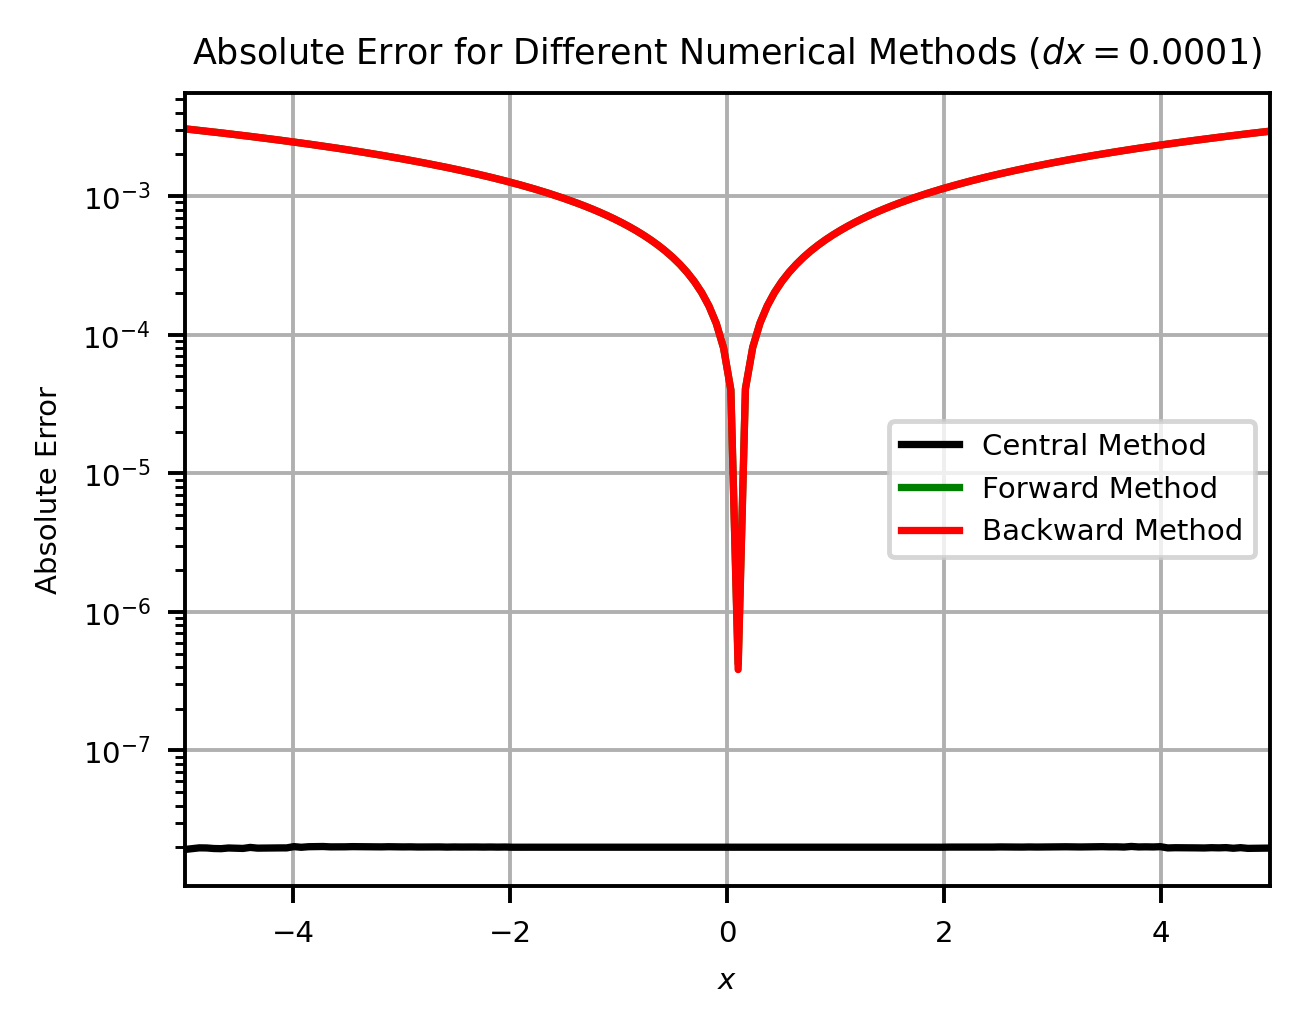 Absolute Error for Different Numerical Methods (dx = 0.0001)
Absolute Error
10⁻³
10⁻⁴
10⁻⁵
10⁻⁶
10⁻⁷
Central Method
Forward Method
Backward Method
−4
−2
0
2
4
x